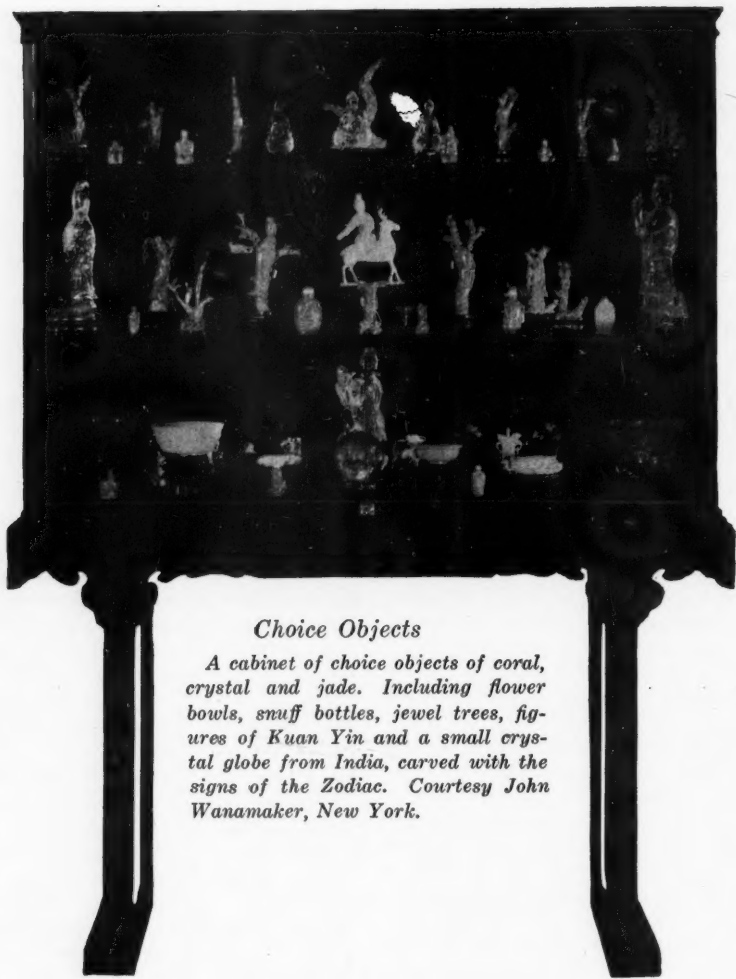 Choice Objects
A cabinet of choice objects of coral,
crystal and jade. Including flower
bowls, snuff bottles, jewel trees, fig-
ures of Kuan Yin and a small crys-
tal globe from India, carved with the
signs of the Zodiac. Courtesy John
Wanamaker, New York.